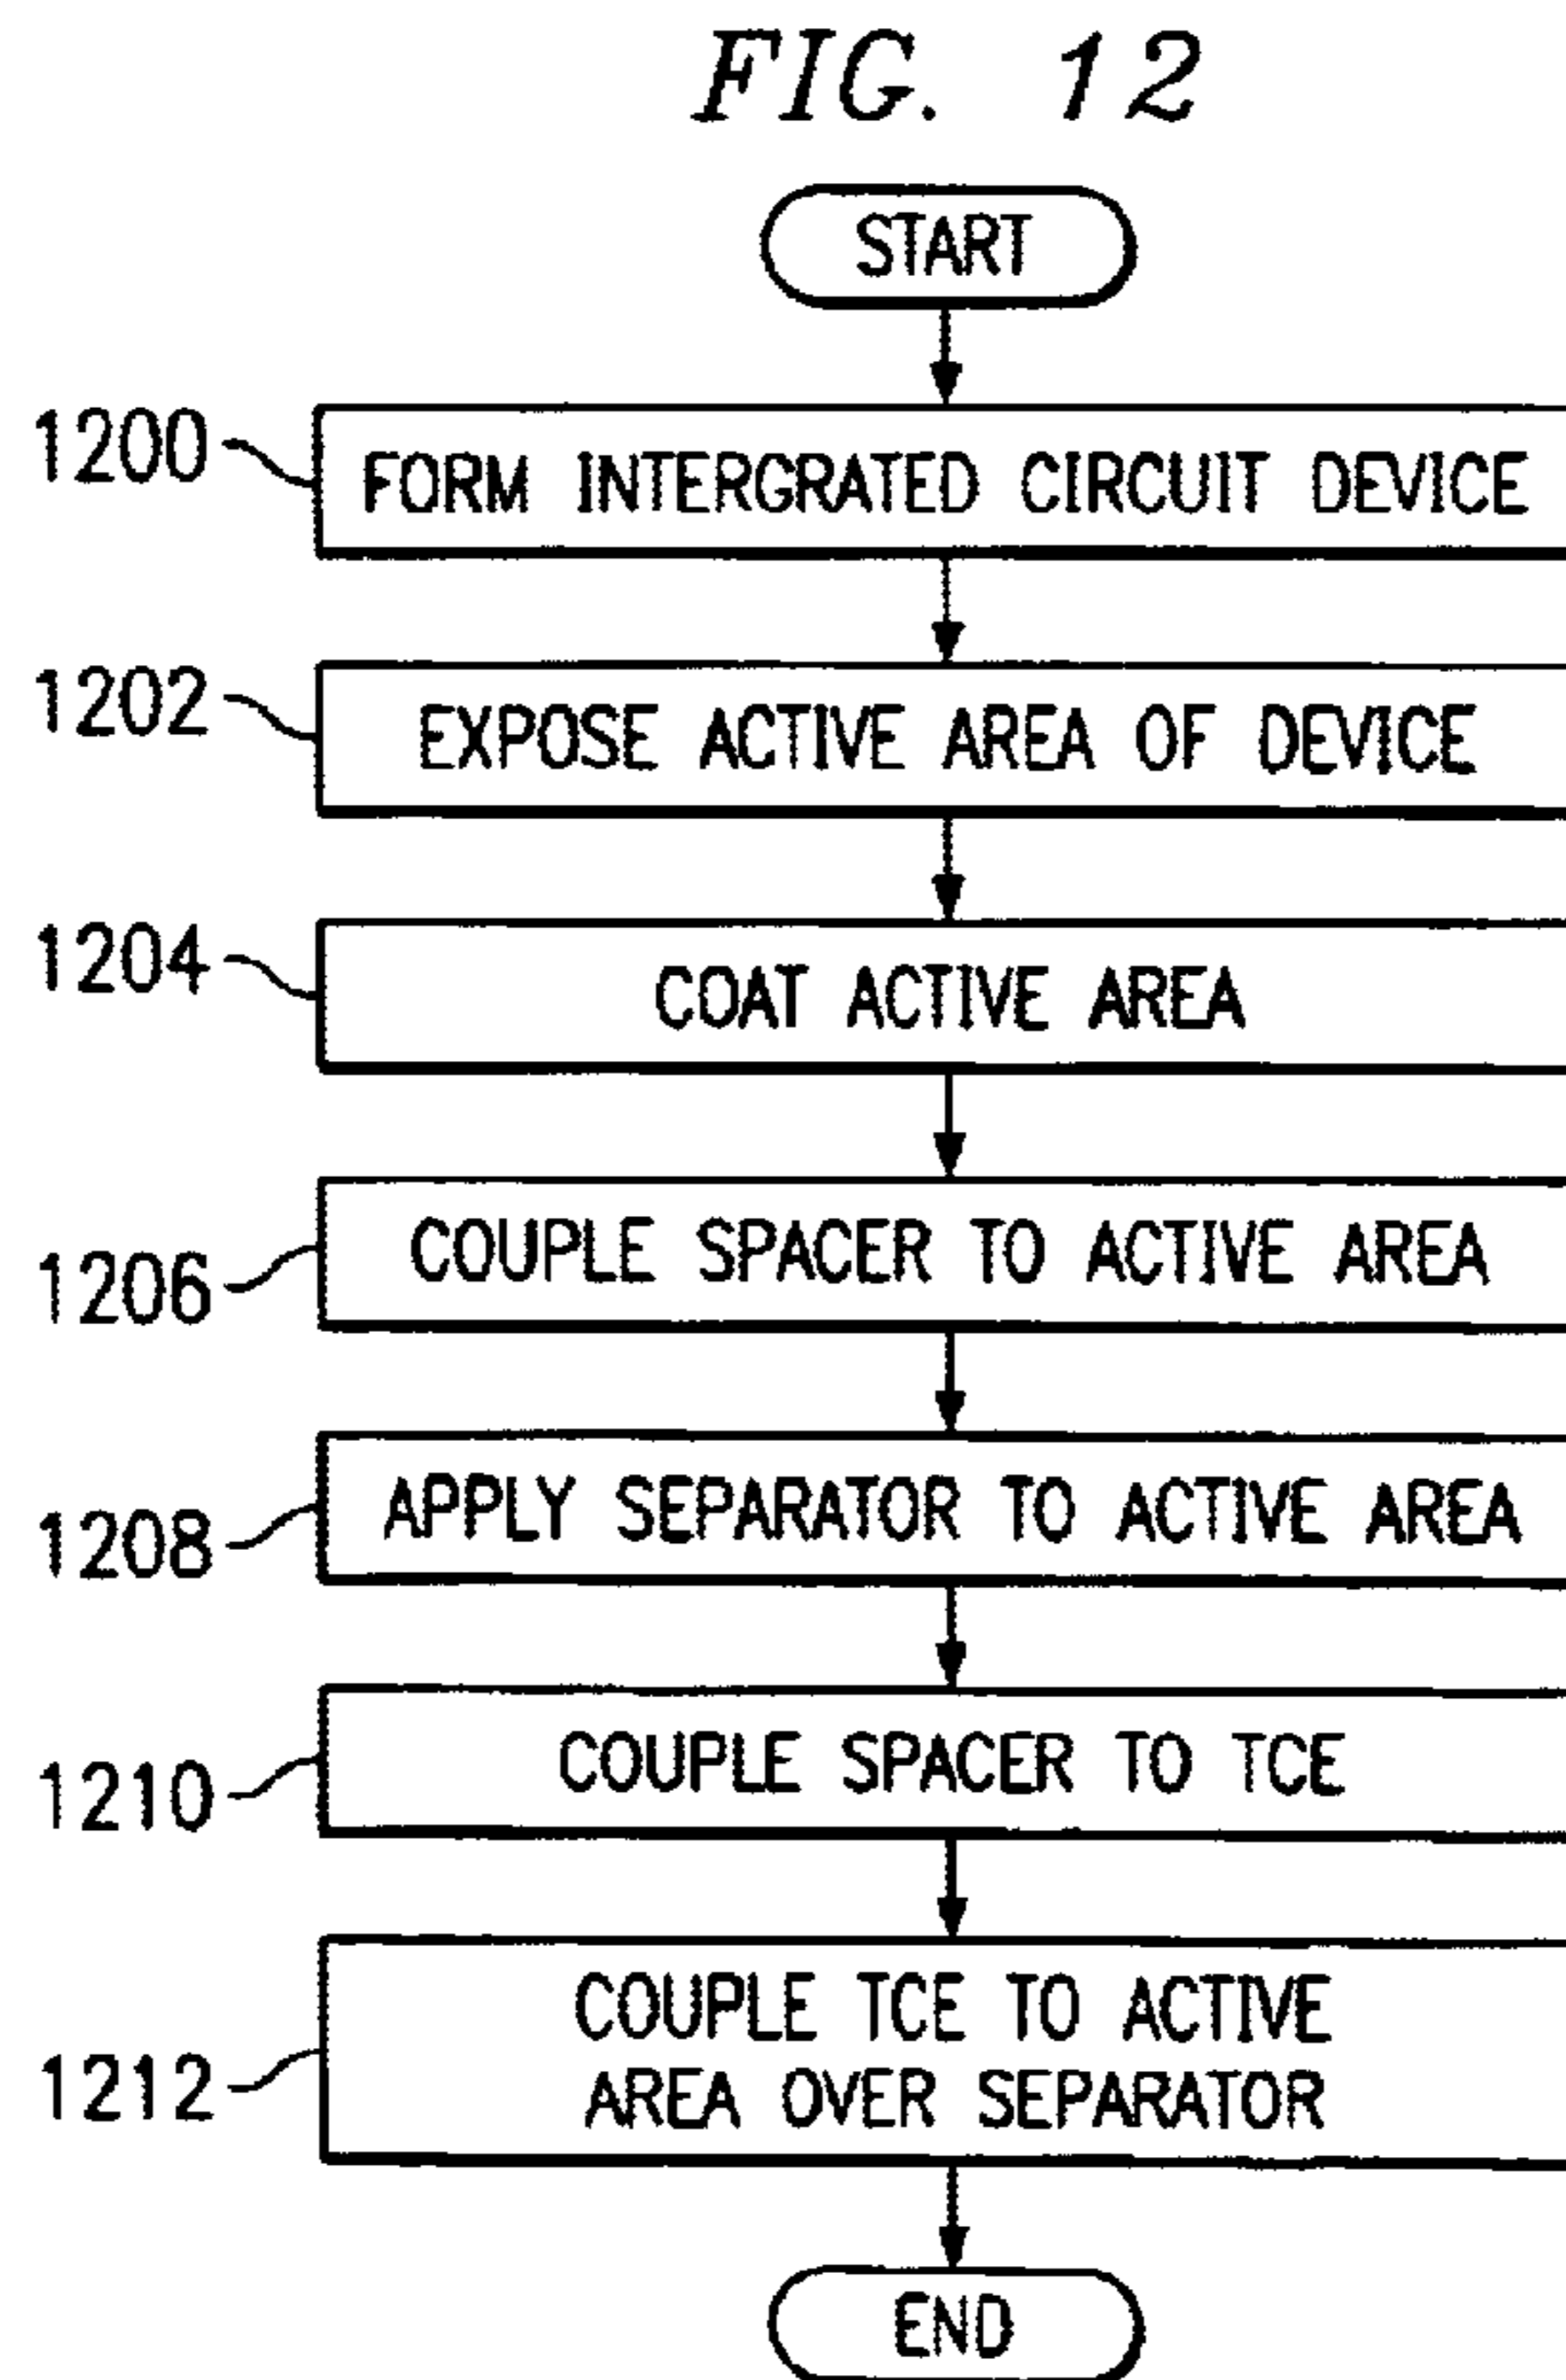 FIG. 12
START
1200
FORM INTERGRATED CIRCUIT DEVICE
1202
EXPOSE ACTIVE AREA OF DEVICE
1204
COAT ACTIVE AREA
1206
COUPLE SPACER TO ACTIVE AREA
1208
APPLY SEPARATOR TO ACTIVE AREA
1210
COUPLE SPACER TO TCE
1212
COUPLE TCE TO ACTIVE
AREA OVER SEPARATOR
END